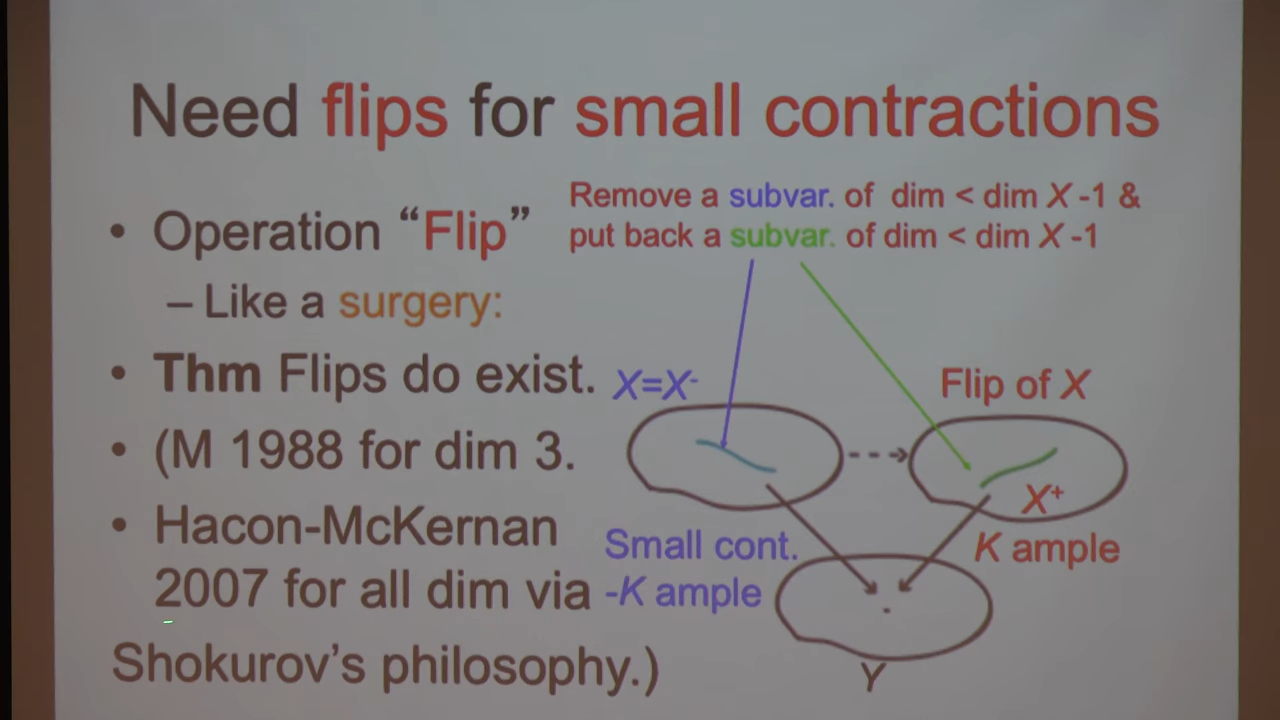 Need flips for small contractions
• Operation “Flip”
Remove a subvar. of dim < dim X -1 &
put back a subvar. of dim < dim X -1
– Like a surgery:
• Thm Flips do exist.
X=X⁻
Flip of X
• (M 1988 for dim 3.
X⁺
• Hacon-McKernan
2007 for all dim via
Shokurov’s philosophy.)
Small cont.
-K ample
K ample
Y